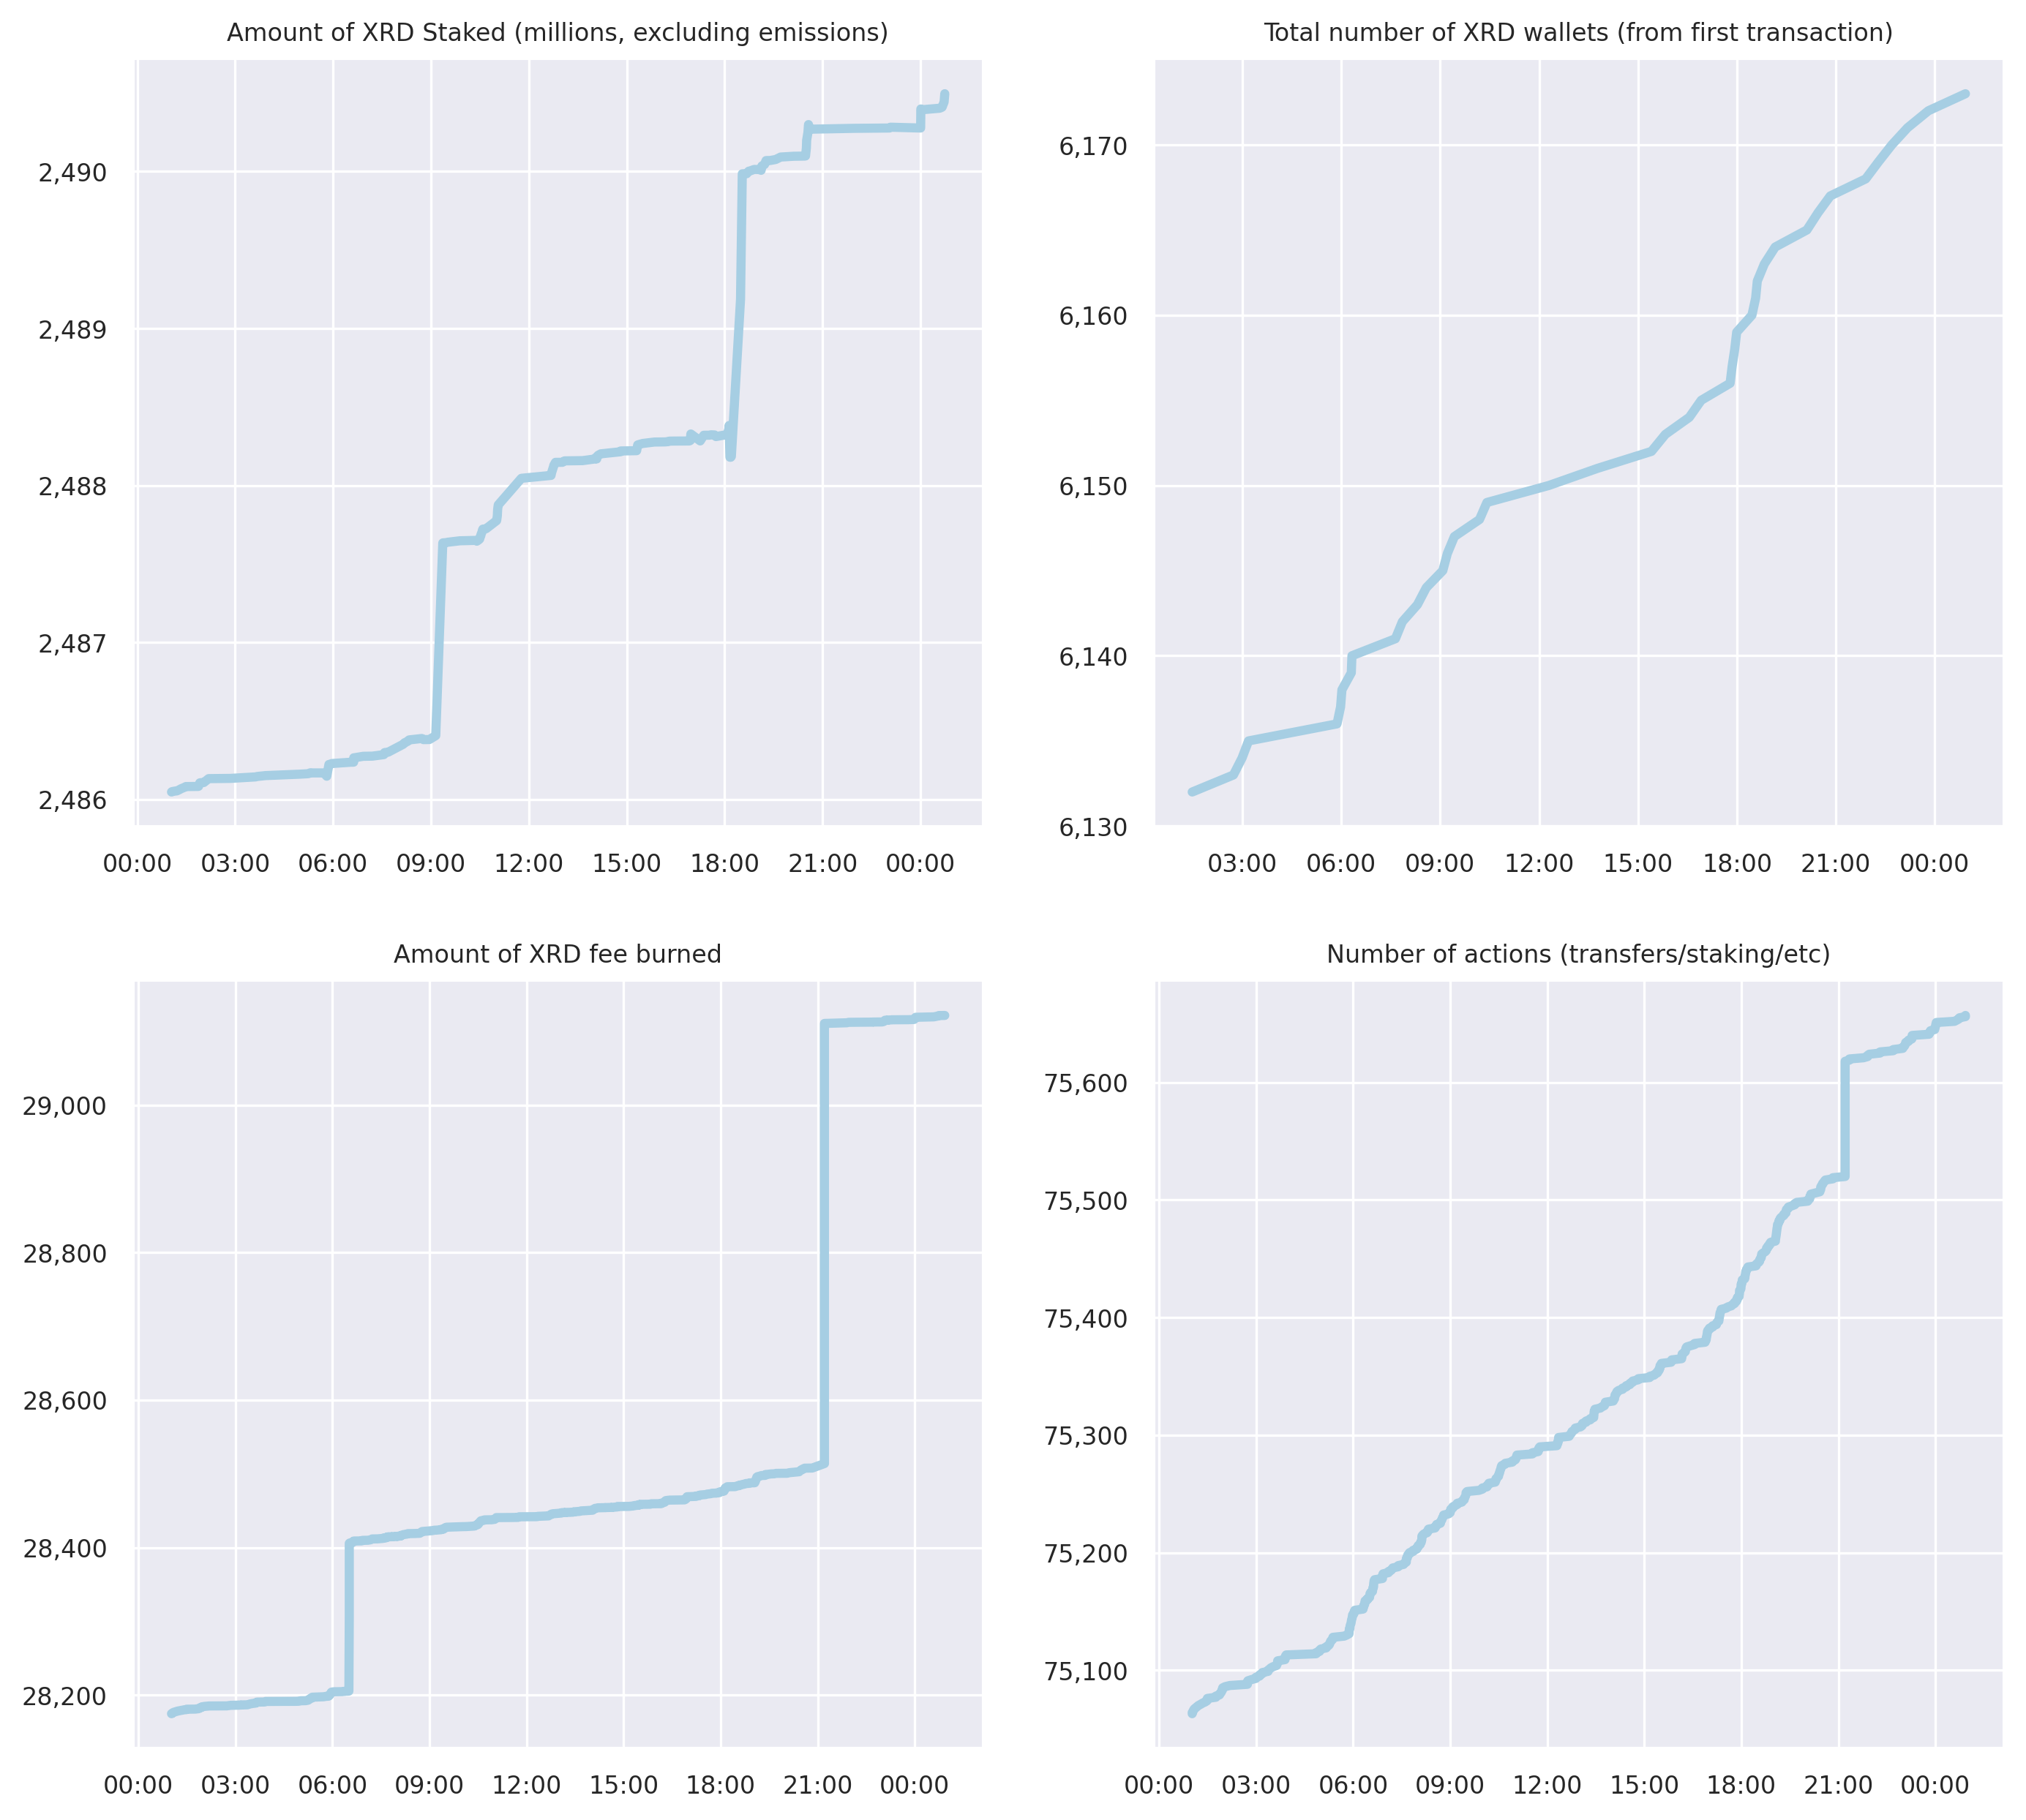 Amount of XRD Staked (millions, excluding emissions)
2,490
2,489
2,488
2,487
2,486
00:00 03:00 06:00 09:00 12:00 15:00 18:00 21:00 00:00
Total number of XRD wallets (from first transaction)
6,170
6,160
6,150
6,140
6,130
03:00 06:00 09:00 12:00 15:00 18:00 21:00 00:00
Amount of XRD fee burned
29,000
28,800
28,600
28,400
28,200
00:00 03:00 06:00 09:00 12:00 15:00 18:00 21:00 00:00
Number of actions (transfers/staking/etc)
75,600
75,500
75,400
75,300
75,200
75,100
00:00 03:00 06:00 09:00 12:00 15:00 18:00 21:00 00:00